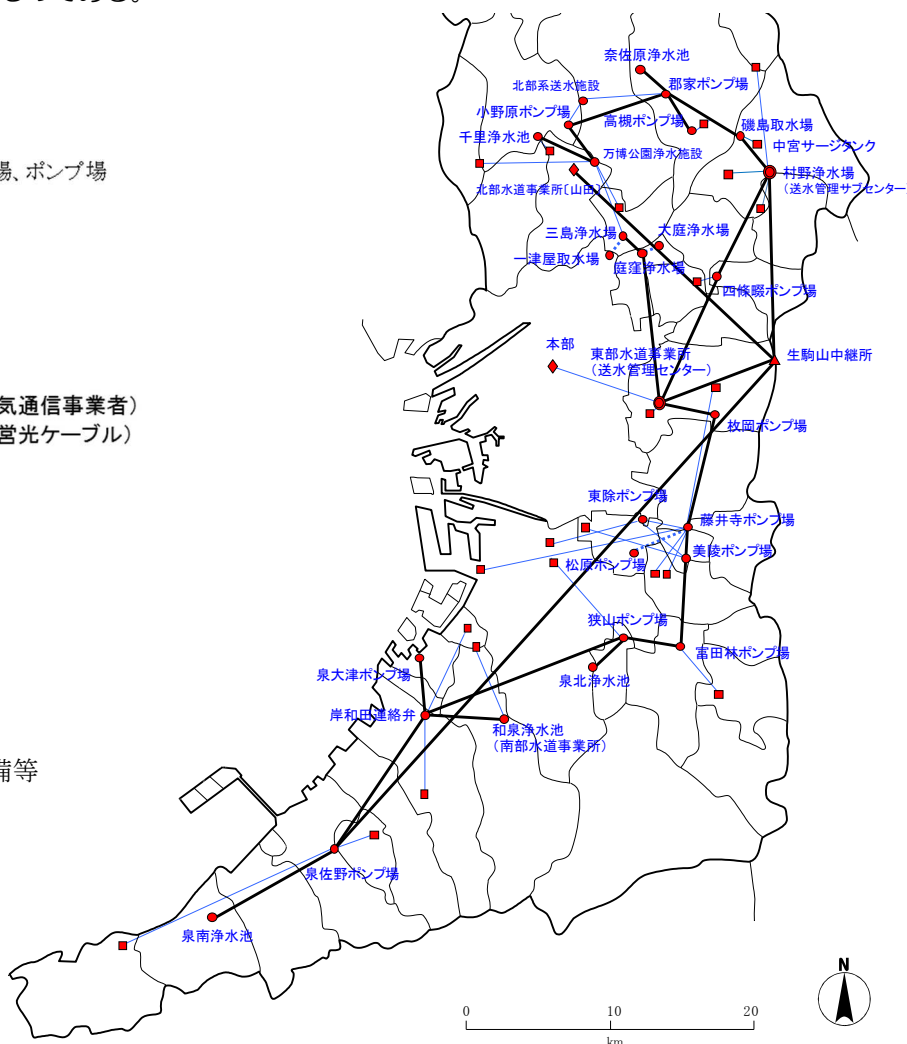 であ
奈佐原浄水池
郡家ポンプ場
北部系送水施設
小野原ポンプ場
高槻ポンプ場
磯島取水場
千里浄水池
中宮サージタンク
万博公園浄水施設
場、ポンプ場
村野浄水場
(送水管理サブセンター
北部水道事業所〔山田〕
三島浄水場
大庭浄水場
一津屋取水場
庭窪浄水場
四條畷ポンプ場
本部
東部水道事業所
(送水管理センター)
生駒山中継所
気通信事業者)
営光ケーブル)
枚岡ポンプ場
東除ポンプ場
藤井寺ポンプ場
松原ポンプ場
美陵ポンプ場
狭山ポンプ場
富田林ポンプ場
泉大津ポンプ場
泉北浄水池
岸和田連絡弁
和泉浄水池
(南部水道事業所)
備等
泉佐野ポンプ場
泉南浄水池
N
0 10 20
km